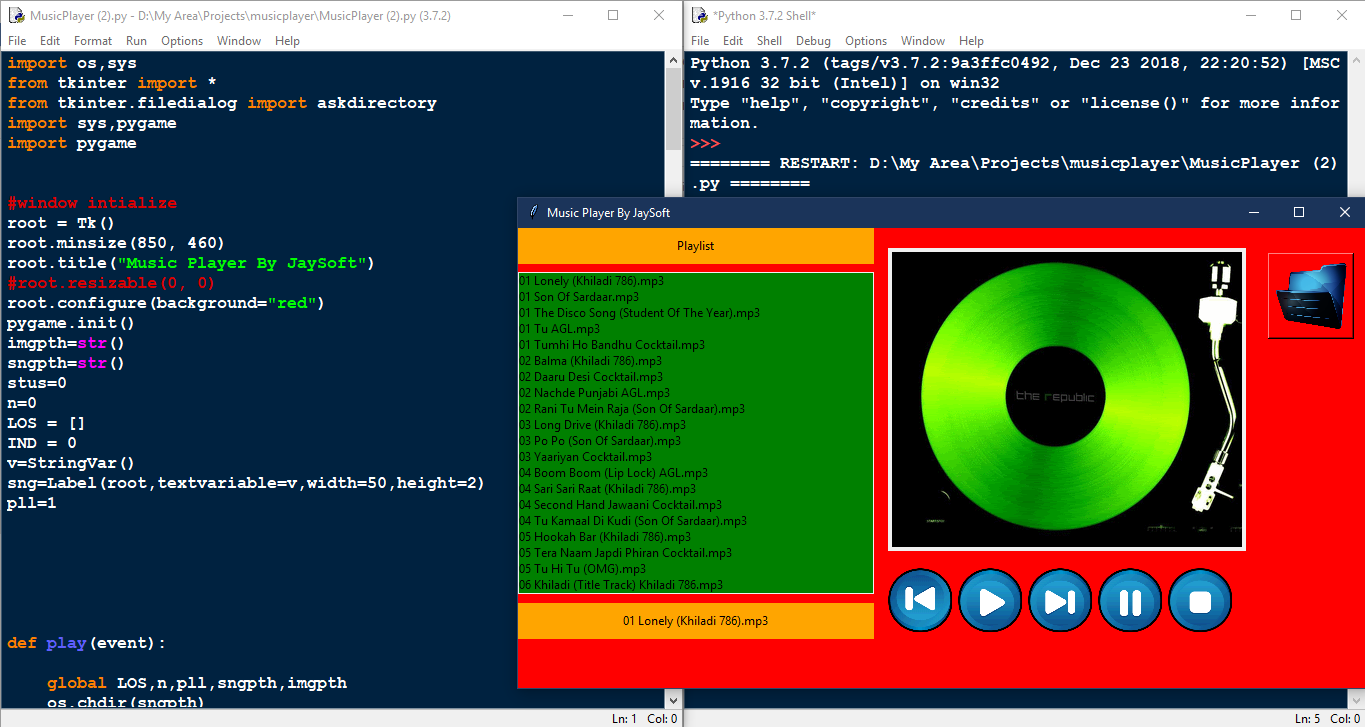 MusicPlayer (2).py - D:\My Area\Projects\musicplayer\MusicPlayer (2).py (3.7.2)
File Edit Format Run Options Window Help
import os,sys
from tkinter import *
from tkinter.filedialog import askdirectory
import sys,pygame
import pygame
#window intialize
root = Tk()
root.minsize(850, 460)
root.title("Music Player By JaySoft")
#root.resizable(0, 0)
root.configure(background="red")
pygame.init()
imgpth=str()
sngpth=str()
stus=0
n=0
LOS = []
IND = 0
v=StringVar()
sng=Label(root,textvariable=v,width=50,height=2)
pll=1
def play(event):
global LOS,n,pll,sngpth,imgpth
os.chdir(sngpth)
Ln: 1 Col: 0
*Python 3.7.2 Shell*
File Edit Shell Debug Options Window Help
Python 3.7.2 (tags/v3.7.2:9a3ffc0492, Dec 23 2018, 22:20:52) [MSC
v.1916 32 bit (Intel)] on win32
Type "help", "copyright", "credits" or "license()" for more infor
mation.
>>>
======== RESTART: D:\My Area\Projects\musicplayer\MusicPlayer (2)
.py ========
Music Player By JaySoft
Playlist
01 Lonely (Khiladi 786).mp3
01 Son Of Sardaar.mp3
01 The Disco Song (Student Of The Year).mp3
01 Tu AGL.mp3
01 Tumhi Ho Bandhu Cocktail.mp3
02 Balma (Khiladi 786).mp3
02 Daaru Desi Cocktail.mp3
02 Nachde Punjabi AGL.mp3
02 Rani Tu Mein Raja (Son Of Sardaar).mp3
03 Long Drive (Khiladi 786).mp3
03 Po Po (Son Of Sardaar).mp3
03 Yaariyan Cocktail.mp3
04 Boom Boom (Lip Lock) AGL.mp3
04 Sari Sari Raat (Khiladi 786).mp3
04 Second Hand Jawaani Cocktail.mp3
04 Tu Kamaal Di Kudi (Son Of Sardaar).mp3
05 Hookah Bar (Khiladi 786).mp3
05 Tera Naam Japdi Phiran Cocktail.mp3
05 Tu Hi Tu (OMG).mp3
06 Khiladi (Title Track) Khiladi 786.mp3
01 Lonely (Khiladi 786).mp3
the republic
Ln: 5 Col: 0